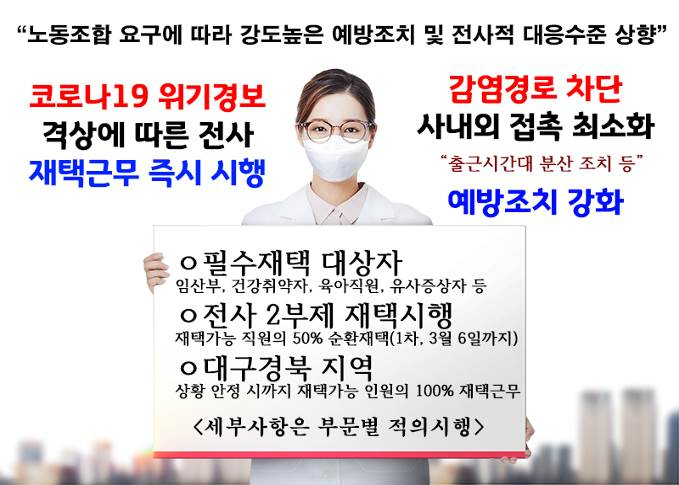 “노동조합 요구에 따라 강도높은 예방조치 및 전사적 대응수준 상향”
코로나19 위기경보
격상에 따른 전사
재택근무 즉시 시행
감염경로 차단
사내외 접촉 최소화
“출근시간대 분산 조치 등”
예방조치 강화
ㅇ필수재택 대상자
임산부, 건강취약자, 육아직원, 유사증상자 등
ㅇ전사 2부제 재택시행
재택가능 직원의 50% 순환재택(1차, 3월 6일까지)
ㅇ대구경북 지역
상황 안정 시까지 재택가능 인원의 100% 재택근무
<세부사항은 부문별 적의시행>